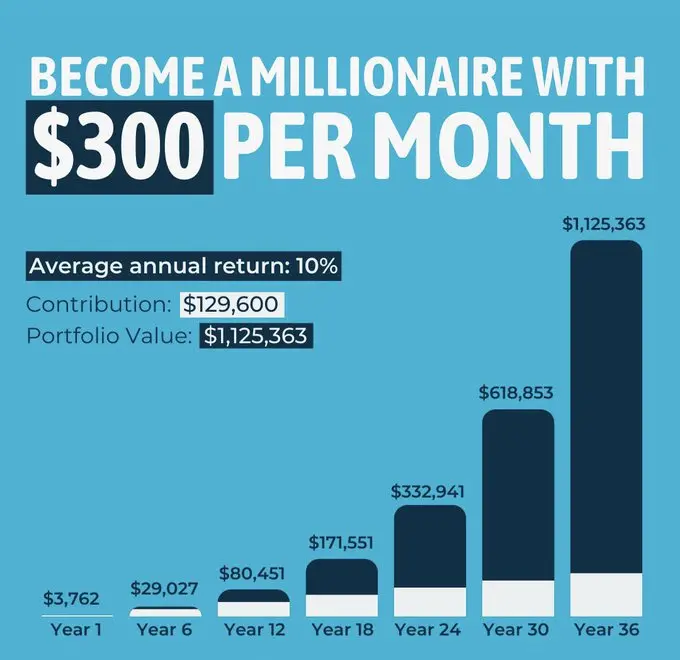 BECOME A MILLIONAIRE WITH
$300 PER MONTH
Average annual return: 10%
Contribution: $129,600
Portfolio Value: $1,125,363
$3,762
$29,027
$80,451
$171,551
$332,941
$618,853
$1,125,363
Year 1
Year 6
Year 12
Year 18
Year 24
Year 30
Year 36